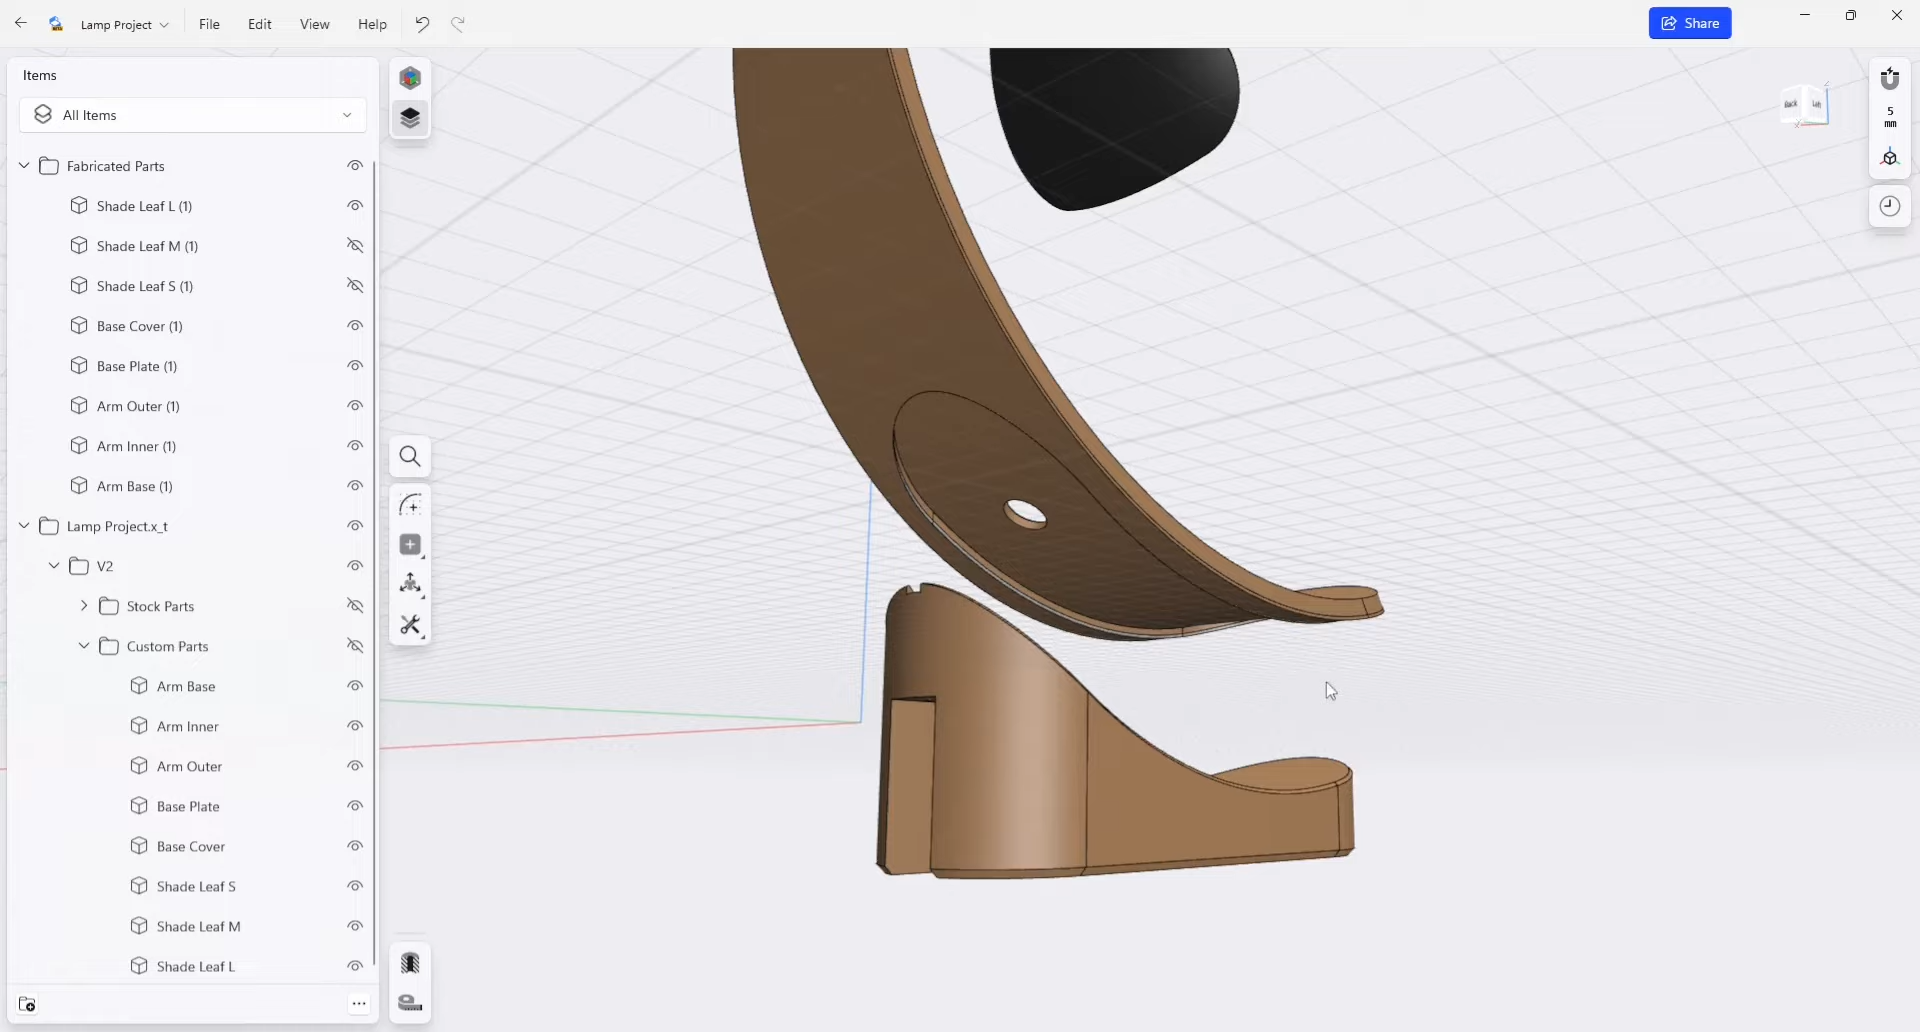 Lamp Project
File
Edit
View
Help
Share
Items
All Items
Fabricated Parts
Shade Leaf L (1)
Shade Leaf M (1)
Shade Leaf S (1)
Base Cover (1)
Base Plate (1)
Arm Outer (1)
Arm Inner (1)
Arm Base (1)
Lamp Project.x_t
V2
Stock Parts
Custom Parts
Arm Base
Arm Inner
Arm Outer
Base Plate
Base Cover
Shade Leaf S
Shade Leaf M
Shade Leaf L
Back
Left
Z
X
5
mm